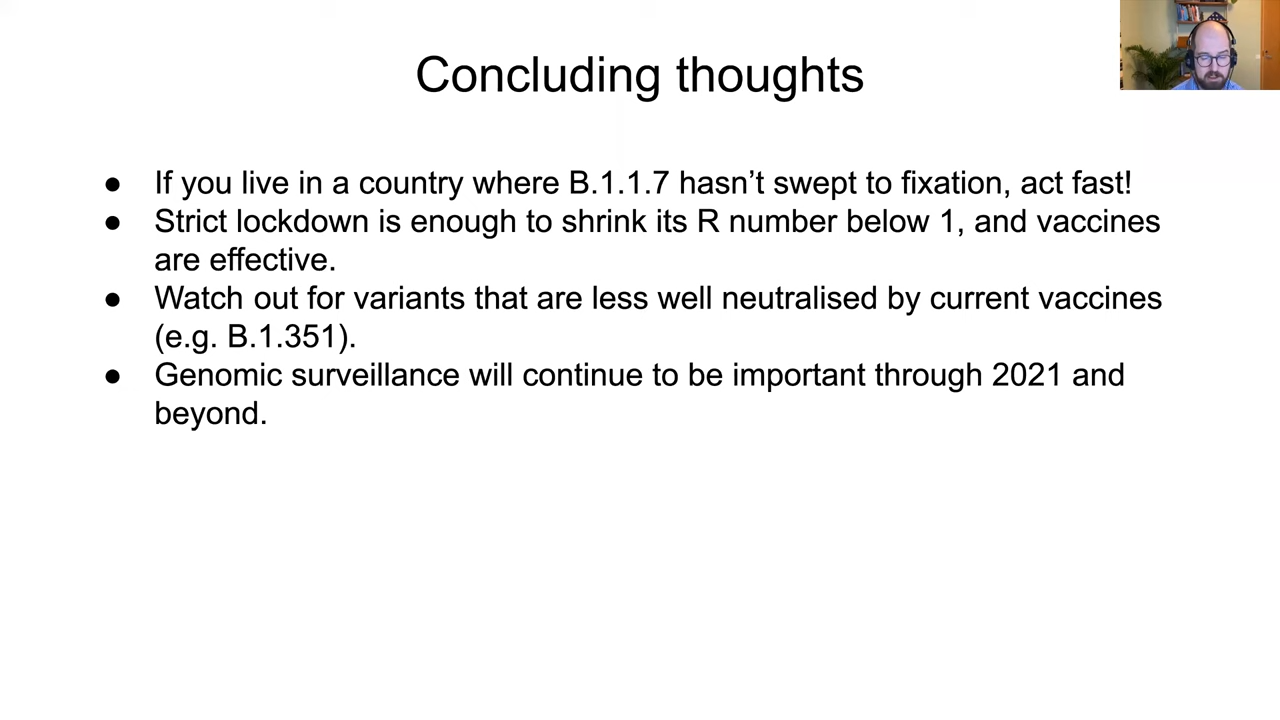 Concluding thoughts
● If you live in a country where B.1.1.7 hasn’t swept to fixation, act fast!
● Strict lockdown is enough to shrink its R number below 1, and vaccines
are effective.
● Watch out for variants that are less well neutralised by current vaccines
(e.g. B.1.351).
● Genomic surveillance will continue to be important through 2021 and
beyond.